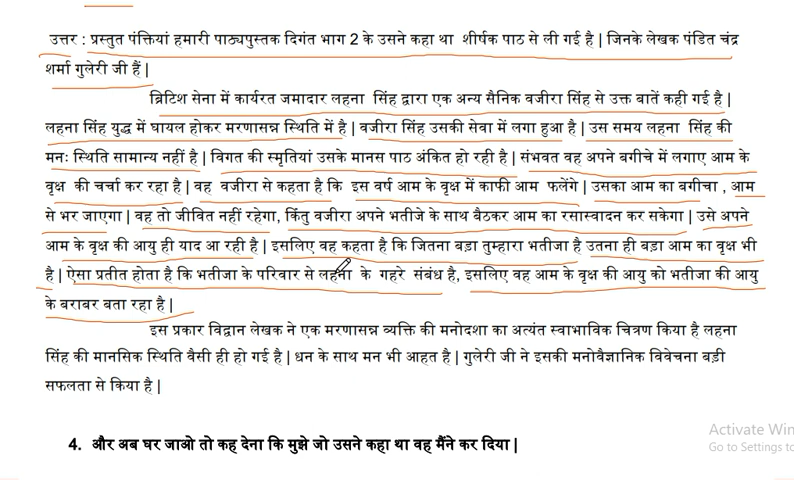 उत्तर : प्रस्तुत पंक्तियां हमारी पाठ्यपुस्तक दिगंत भाग 2 के उसने कहा था शीर्षक पाठ से ली गई है | जिनके लेखक पंडित चंद्र
शर्मा गुलेरी जी हैं |
ब्रिटिश सेना में कार्यरत जमादार लहना सिंह द्वारा एक अन्य सैनिक वजीरा सिंह से उक्त बातें कही गई है |
लहना सिंह युद्ध में घायल होकर मरणासन्न स्थिति में है | वजीरा सिंह उसकी सेवा में लगा हुआ है | उस समय लहना सिंह की
मनः स्थिति सामान्य नहीं है | विगत की स्मृतियां उसके मानस पाठ अंकित हो रही है | संभवत वह अपने बगीचे में लगाए आम के
वृक्ष की चर्चा कर रहा है | वह वजीरा से कहता है कि इस वर्ष आम के वृक्ष में काफी आम फलेंगे | उसका आम का बगीचा , आम
से भर जाएगा | वह तो जीवित नहीं रहेगा, किंतु वजीरा अपने भतीजे के साथ बैठकर आम का रसास्वादन कर सकेगा | उसे अपने
आम के वृक्ष की आयु ही याद आ रही है | इसलिए वह कहता है कि जितना बड़ा तुम्हारा भतीजा है उतना ही बड़ा आम का वृक्ष भी
है | ऐसा प्रतीत होता है कि भतीजा के परिवार से लहना के गहरे संबंध है, इसलिए वह आम के वृक्ष की आयु को भतीजा की आयु
के बराबर बता रहा है |
इस प्रकार विद्वान लेखक ने एक मरणासन्न व्यक्ति की मनोदशा का अत्यंत स्वाभाविक चित्रण किया है लहना
सिंह की मानसिक स्थिति वैसी ही हो गई है | धन के साथ मन भी आहत है | गुलेरी जी ने इसकी मनोवैज्ञानिक विवेचना बड़ी
सफलता से किया है |
4. और अब घर जाओ तो कह देना कि मुझे जो उसने कहा था वह मैंने कर दिया |
Activate Win
Go to Settings to